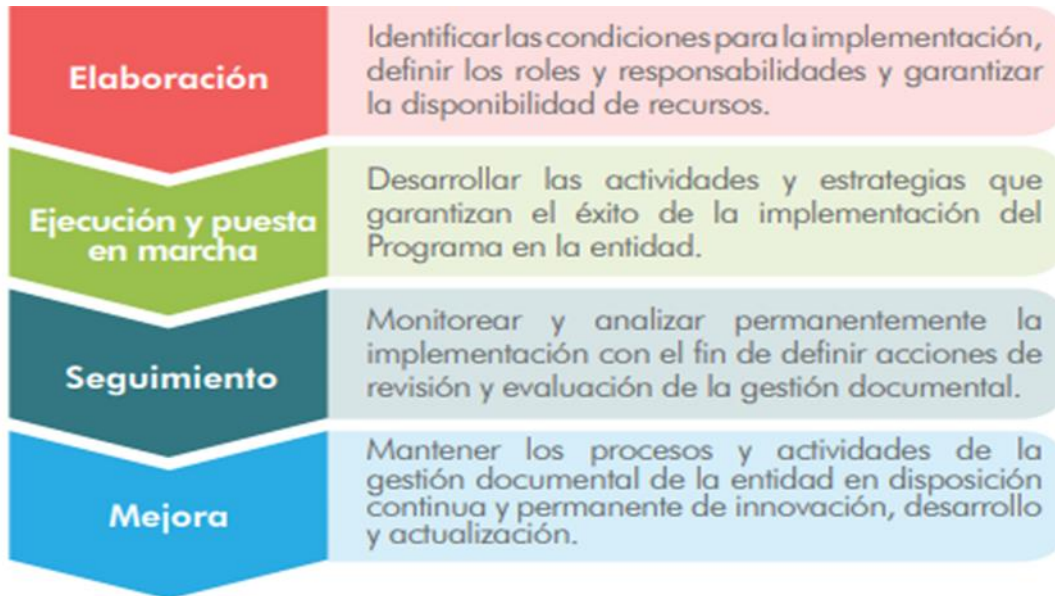 Elaboración
Identificar las condiciones para la implementación,
definir los roles y responsabilidades y garantizar
la disponibilidad de recursos.
Ejecución y puesta
en marcha
Desarrollar las actividades y estrategias que
garantizan el éxito de la implementación del
Programa en la entidad.
Seguimiento
Monitorear y analizar permanentemente la
implementación con el fin de definir acciones de
revisión y evaluación de la gestión documental.
Mejora
Mantener los procesos y actividades de la
gestión documental de la entidad en disposición
continua y permanente de innovación, desarrollo
y actualización.